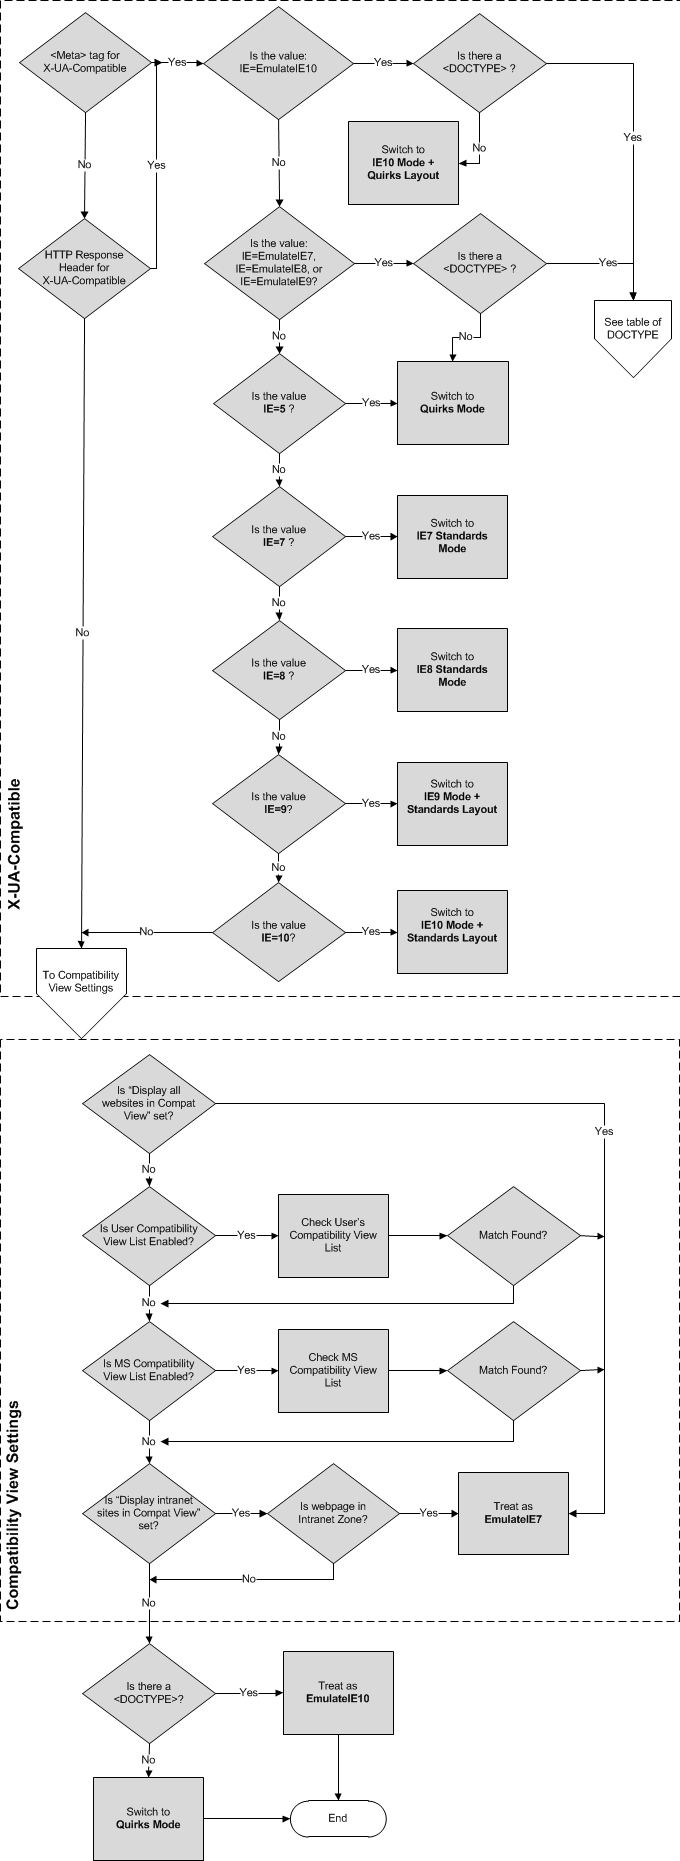 <Meta> tag for
X-UA-Compatible
Yes
Is the value:
IE=EmulateIE10
Yes
Is there a
<DOCTYPE> ?
Yes
No
Switch to
IE10 Mode +
Quirks Layout
No
Yes
No
HTTP Response
Header for
X-UA-Compatible
Is the value:
IE=EmulateIE7,
IE=EmulateIE8, or
IE=EmulateIE9?
Yes
Is there a
<DOCTYPE> ?
Yes
See table of
DOCTYPE
No
No
Is the value
IE=5 ?
Yes
Switch to
Quirks Mode
No
Is the value
IE=7 ?
Yes
Switch to
IE7 Standards
Mode
No
No
Is the value
IE=8 ?
Yes
Switch to
IE8 Standards
Mode
No
Is the value
IE=9?
Yes
Switch to
IE9 Mode +
Standards Layout
No
Is the value
IE=10?
Yes
Switch to
IE10 Mode +
Standards Layout
No
X-UA-Compatible
To Compatibility
View Settings
Is “Display all
websites in Compat
View” set?
Yes
No
Is User Compatibility
View List Enabled?
Yes
Check User’s
Compatibility View
List
Match Found?
No
Is MS Compatibility
View List Enabled?
Yes
Check MS
Compatibility View
List
Match Found?
No
Is “Display intranet
sites in Compat View”
set?
Yes
Is webpage in
Intranet Zone?
Yes
Treat as
EmulateIE7
No
No
Compatibility View Settings
Is there a
<DOCTYPE>?
Yes
Treat as
EmulateIE10
No
Switch to
Quirks Mode
End